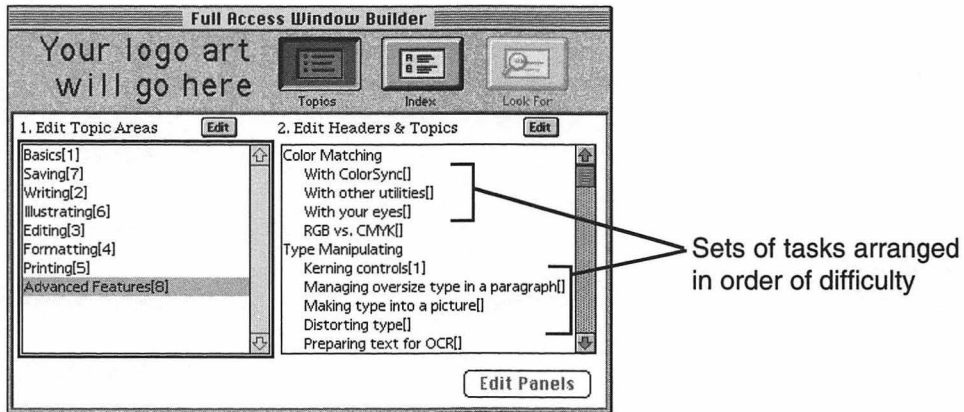 Full Access Window Builder
Your logo art
will go here
Topics
Index
Look For
1. Edit Topic Areas
Edit
2. Edit Headers & Topics
Edit
Basics[1]
Saving[7]
Writing[2]
Illustrating[6]
Editing[3]
Formatting[4]
Printing[5]
Advanced Features[8]
Color Matching
With ColorSync[]
With other utilities[]
With your eyes[]
RGB vs. CMYK[]
Type Manipulating
Kerning controls[1]
Managing oversize type in a paragraph[]
Making type into a picture[]
Distorting type[]
Preparing text for OCR[]
Edit Panels
Sets of tasks arranged
in order of difficulty